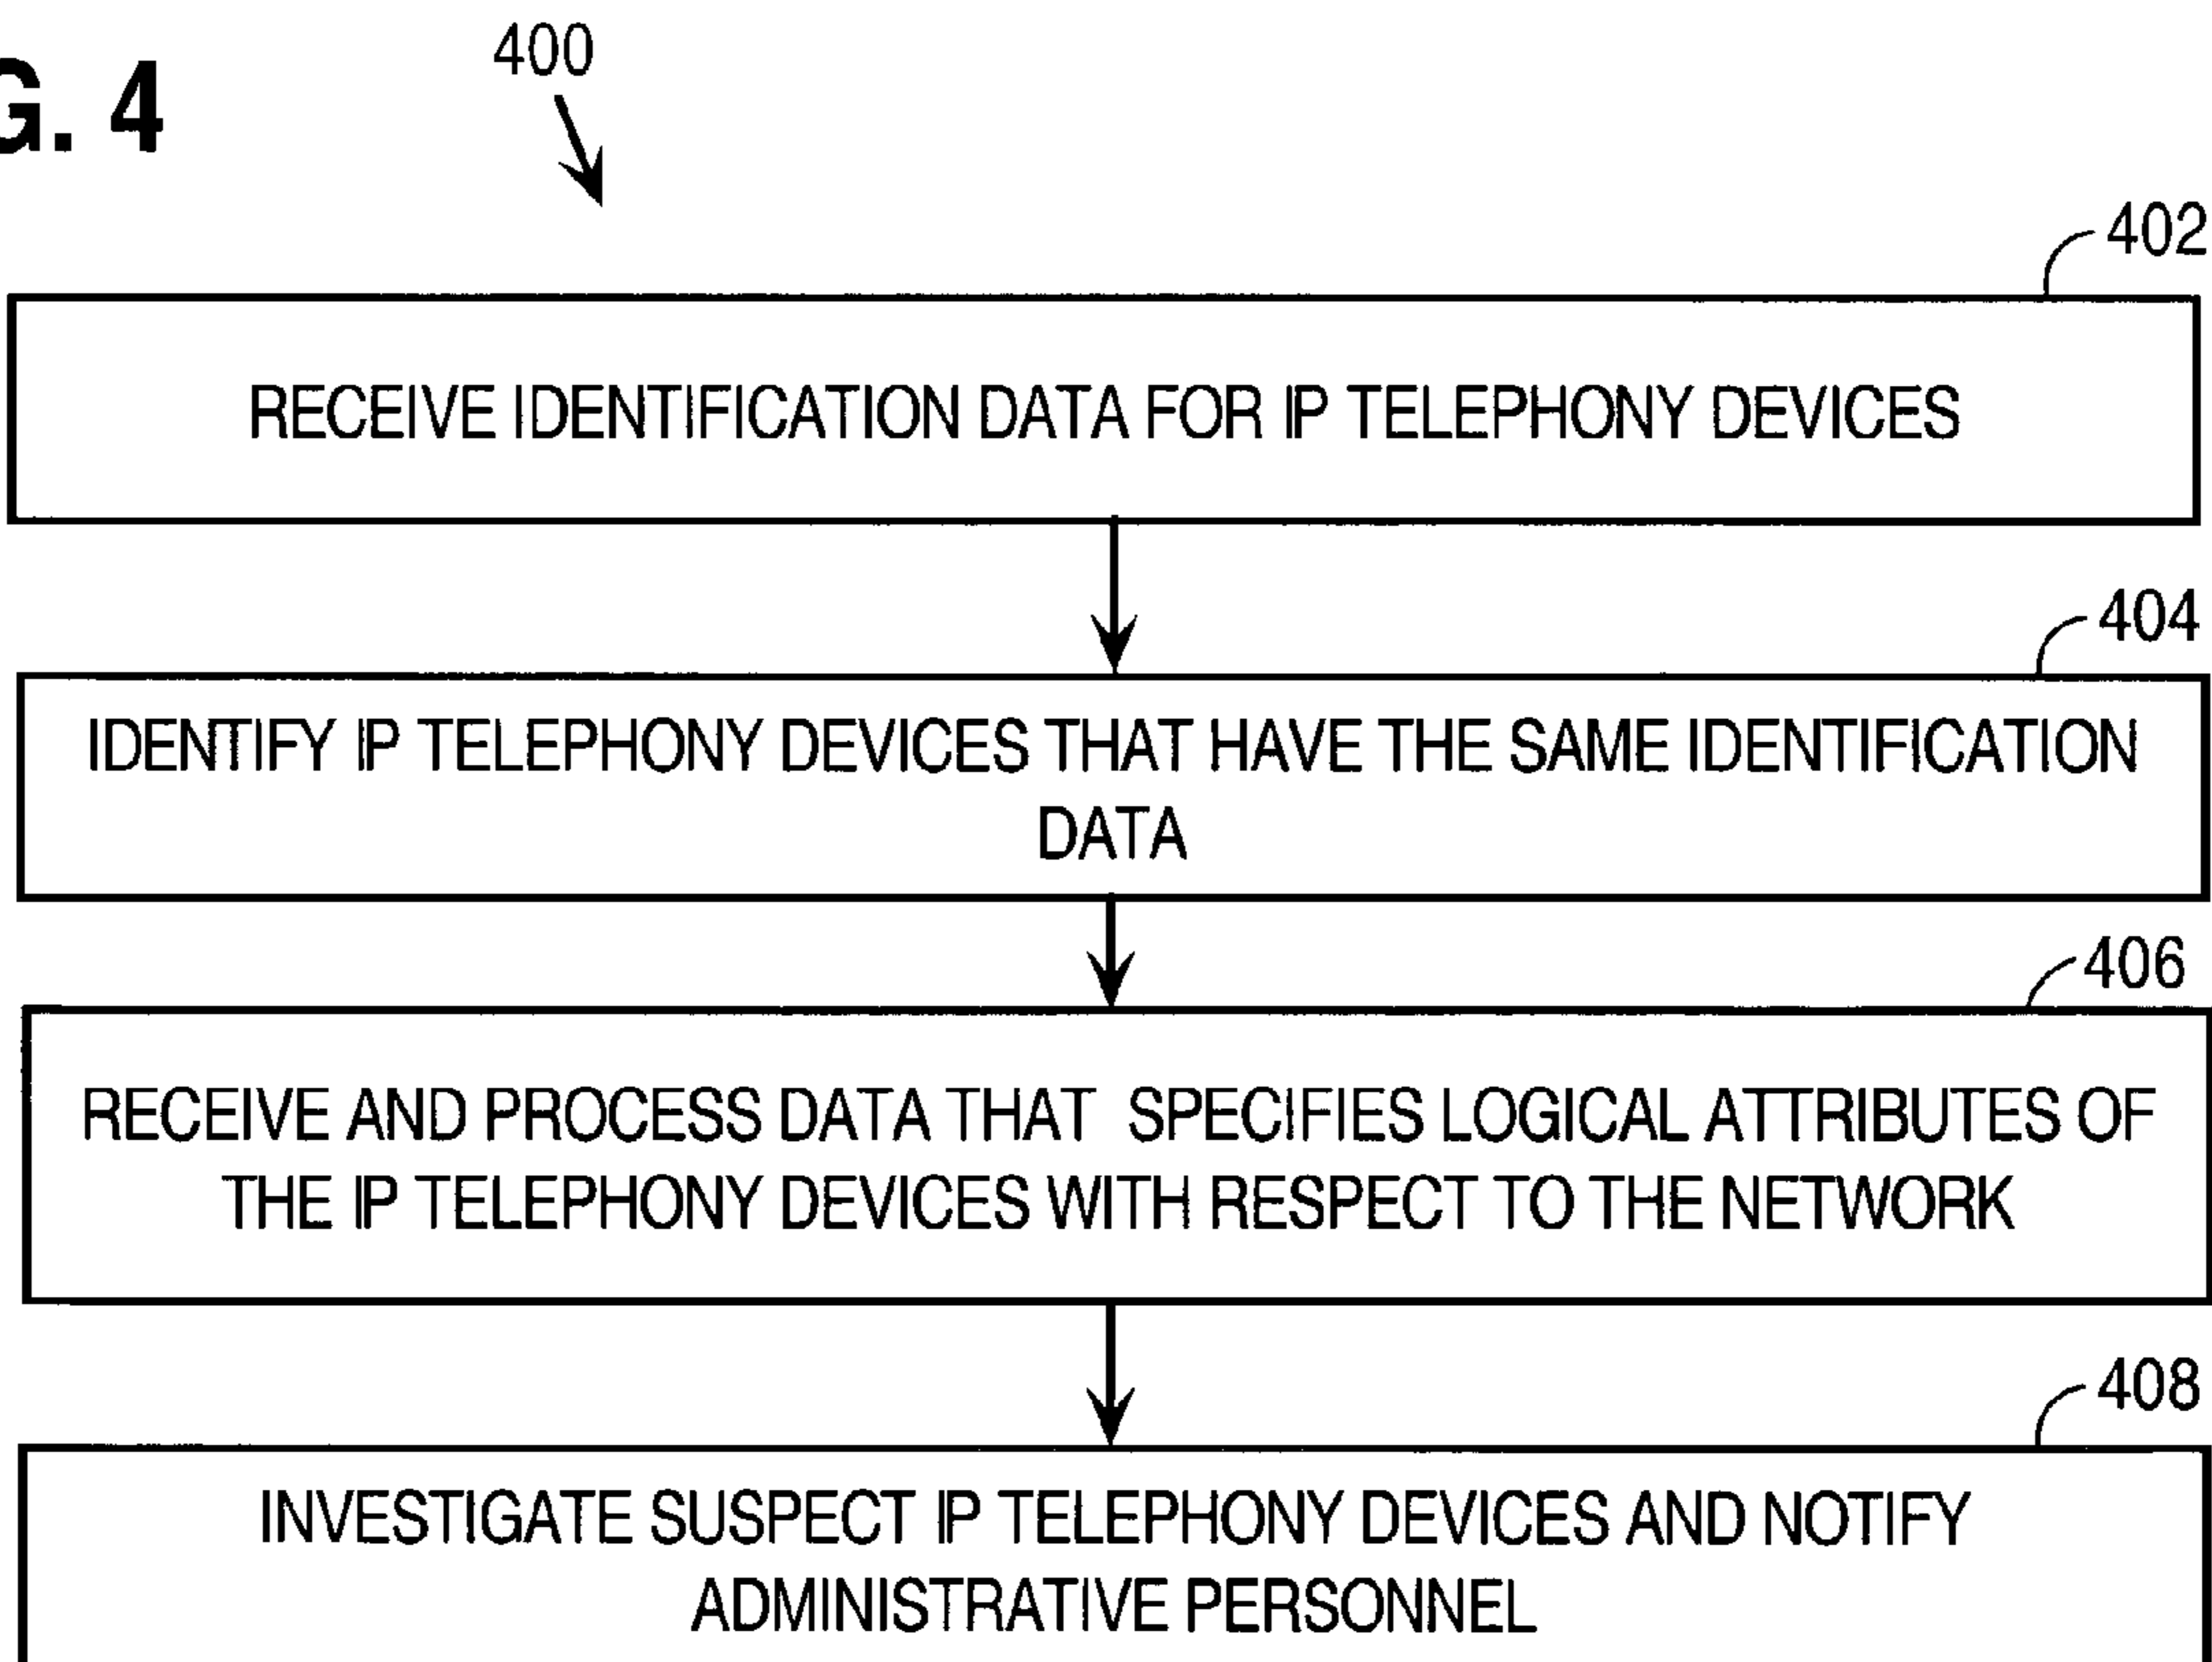 G. 4
400
402
RECEIVE IDENTIFICATION DATA FOR IP TELEPHONY DEVICES
404
IDENTIFY IP TELEPHONY DEVICES THAT HAVE THE SAME IDENTIFICATION
DATA
406
RECEIVE AND PROCESS DATA THAT SPECIFIES LOGICAL ATTRIBUTES OF
THE IP TELEPHONY DEVICES WITH RESPECT TO THE NETWORK
408
INVESTIGATE SUSPECT IP TELEPHONY DEVICES AND NOTIFY
ADMINISTRATIVE PERSONNEL